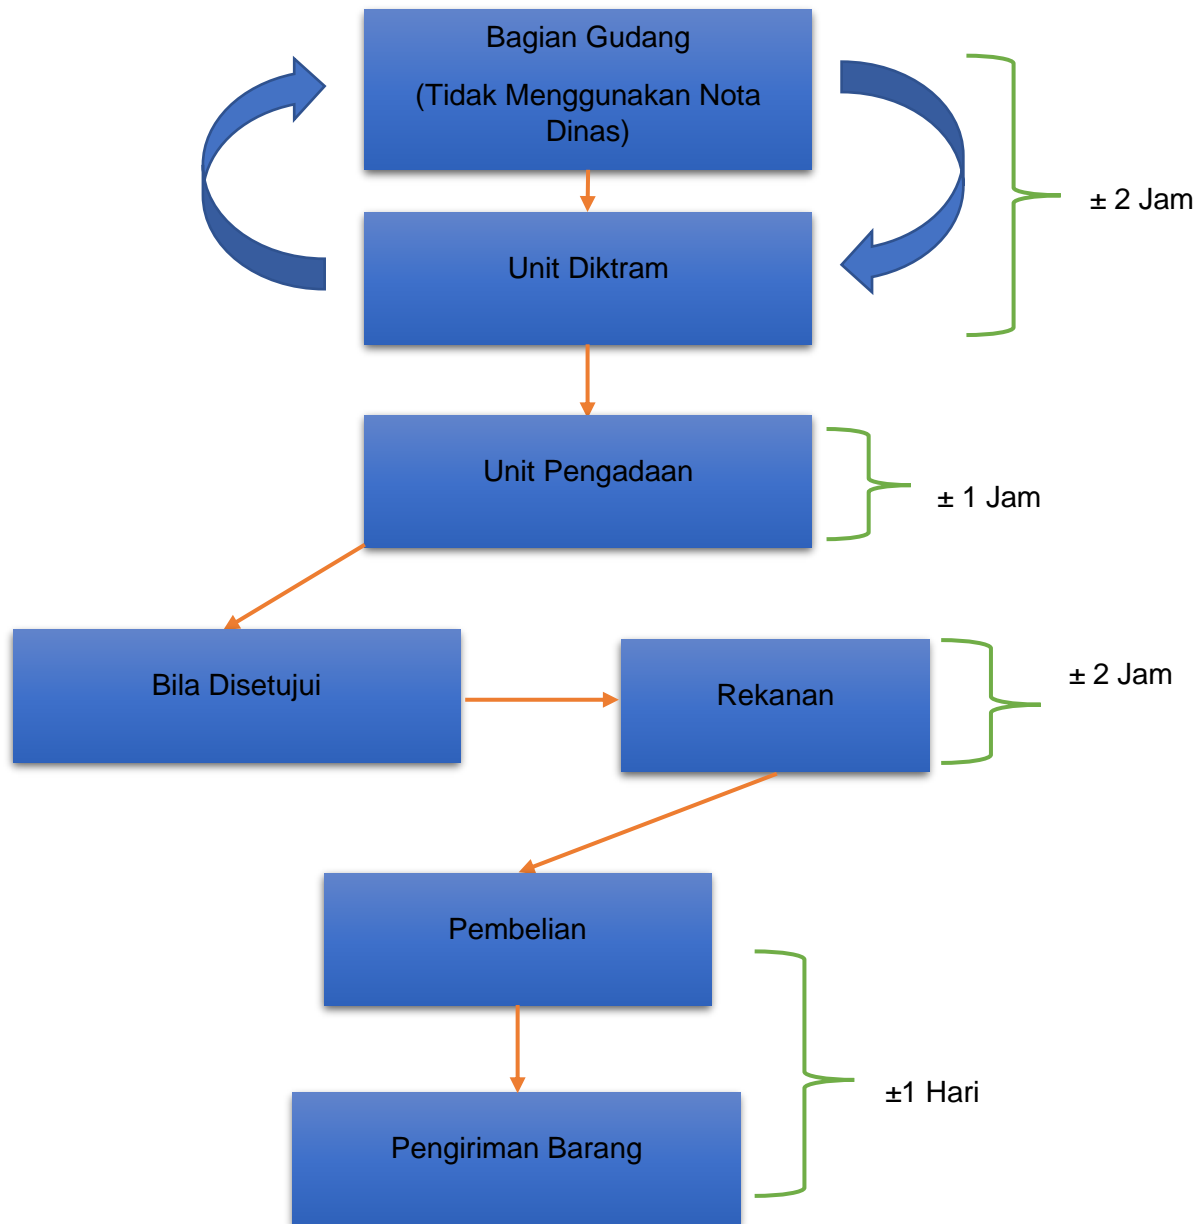 Bagian Gudang
(Tidak Menggunakan Nota
Dinas)
± 2 Jam
Unit Diktram
Unit Pengadaan
± 1 Jam
Bila Disetujui
Rekanan
± 2 Jam
Pembelian
±1 Hari
Pengiriman Barang